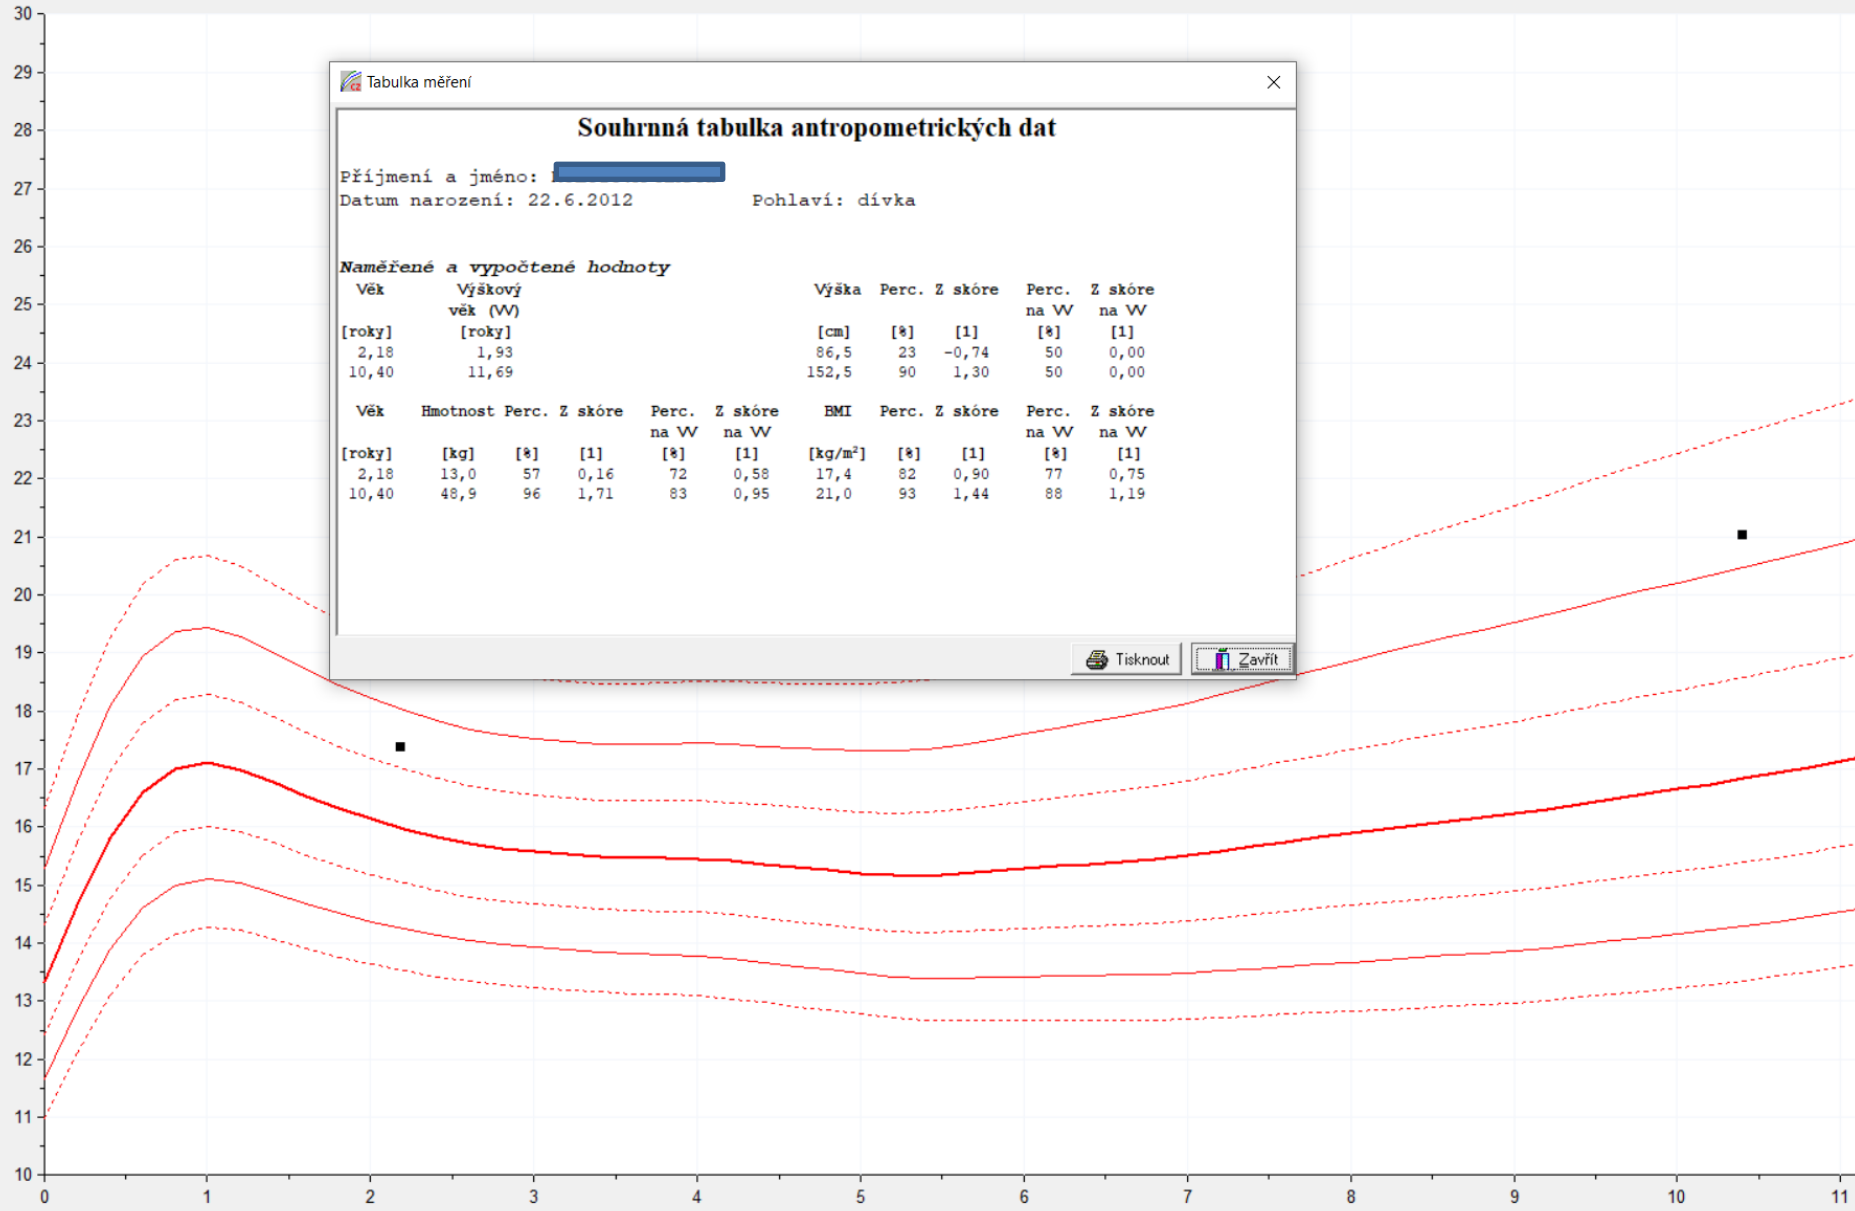 Tabulka měření
Souhrnná tabulka antropometrických dat
Příjmení a jméno:
Datum narození: 22.6.2012 Pohlaví: dívka
Naměřené a vypočtené hodnoty
Věk Výškový Výška Perc. Z skóre Perc. Z skóre
věk (VV) na VV na VV
[roky] [roky] [cm] [%] [1] [%] [1]
2,18 1,93 86,5 23 -0,74 50 0,00
10,40 11,69 152,5 90 1,30 50 0,00
Věk Hmotnost Perc. Z skóre Perc. Z skóre BMI Perc. Z skóre Perc. Z skóre
na VV na VV na VV na VV
[roky] [kg] [%] [1] [%] [1] [kg/m²] [%] [1] [%] [1]
2,18 13,0 57 0,16 72 0,58 17,4 82 0,90 77 0,75
10,40 48,9 96 1,71 83 0,95 21,0 93 1,44 88 1,19
Tisknout Zavřít
30
29
28
27
26
25
24
23
22
21
20
19
18
17
16
15
14
13
12
11
10
0 1 2 3 4 5 6 7 8 9 10 11